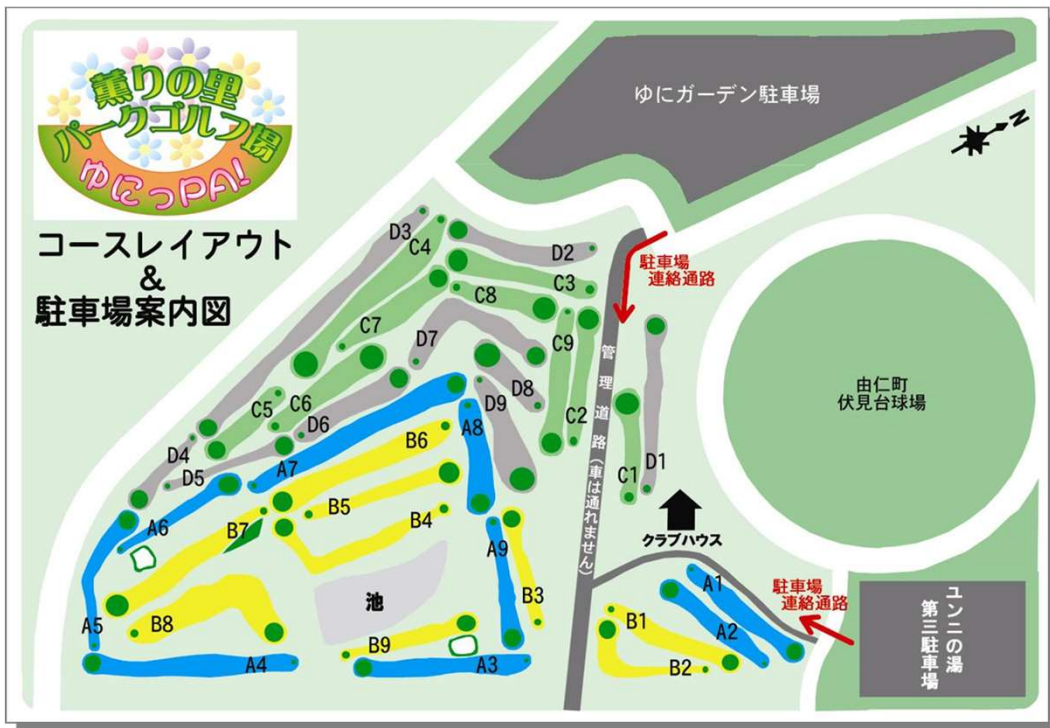 薫りの里
パークゴルフ場
ゆにっPA!
コースレイアウト
&
駐車場案内図
ゆにガーデン駐車場
N
駐車場
連絡通路
管理道路(車は通れません)
由仁町
伏見台球場
クラブハウス
駐車場
連絡通路
ユンニの湯
第三駐車場
池
D3
C4
D2
C3
C8
C7
D7
C9
D8
D9
C2
C5
C6
D6
D4
D5
C1
D1
A8
B6
A7
B5
B4
A6
B7
A9
B3
A5
B8
B9
A4
A3
A1
A2
B1
B2